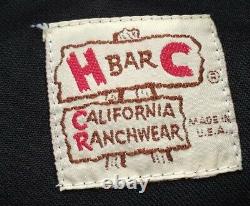 H BAR C
®
CALIFORNIA
RANCHWEAR
MADE IN
U.S.A.